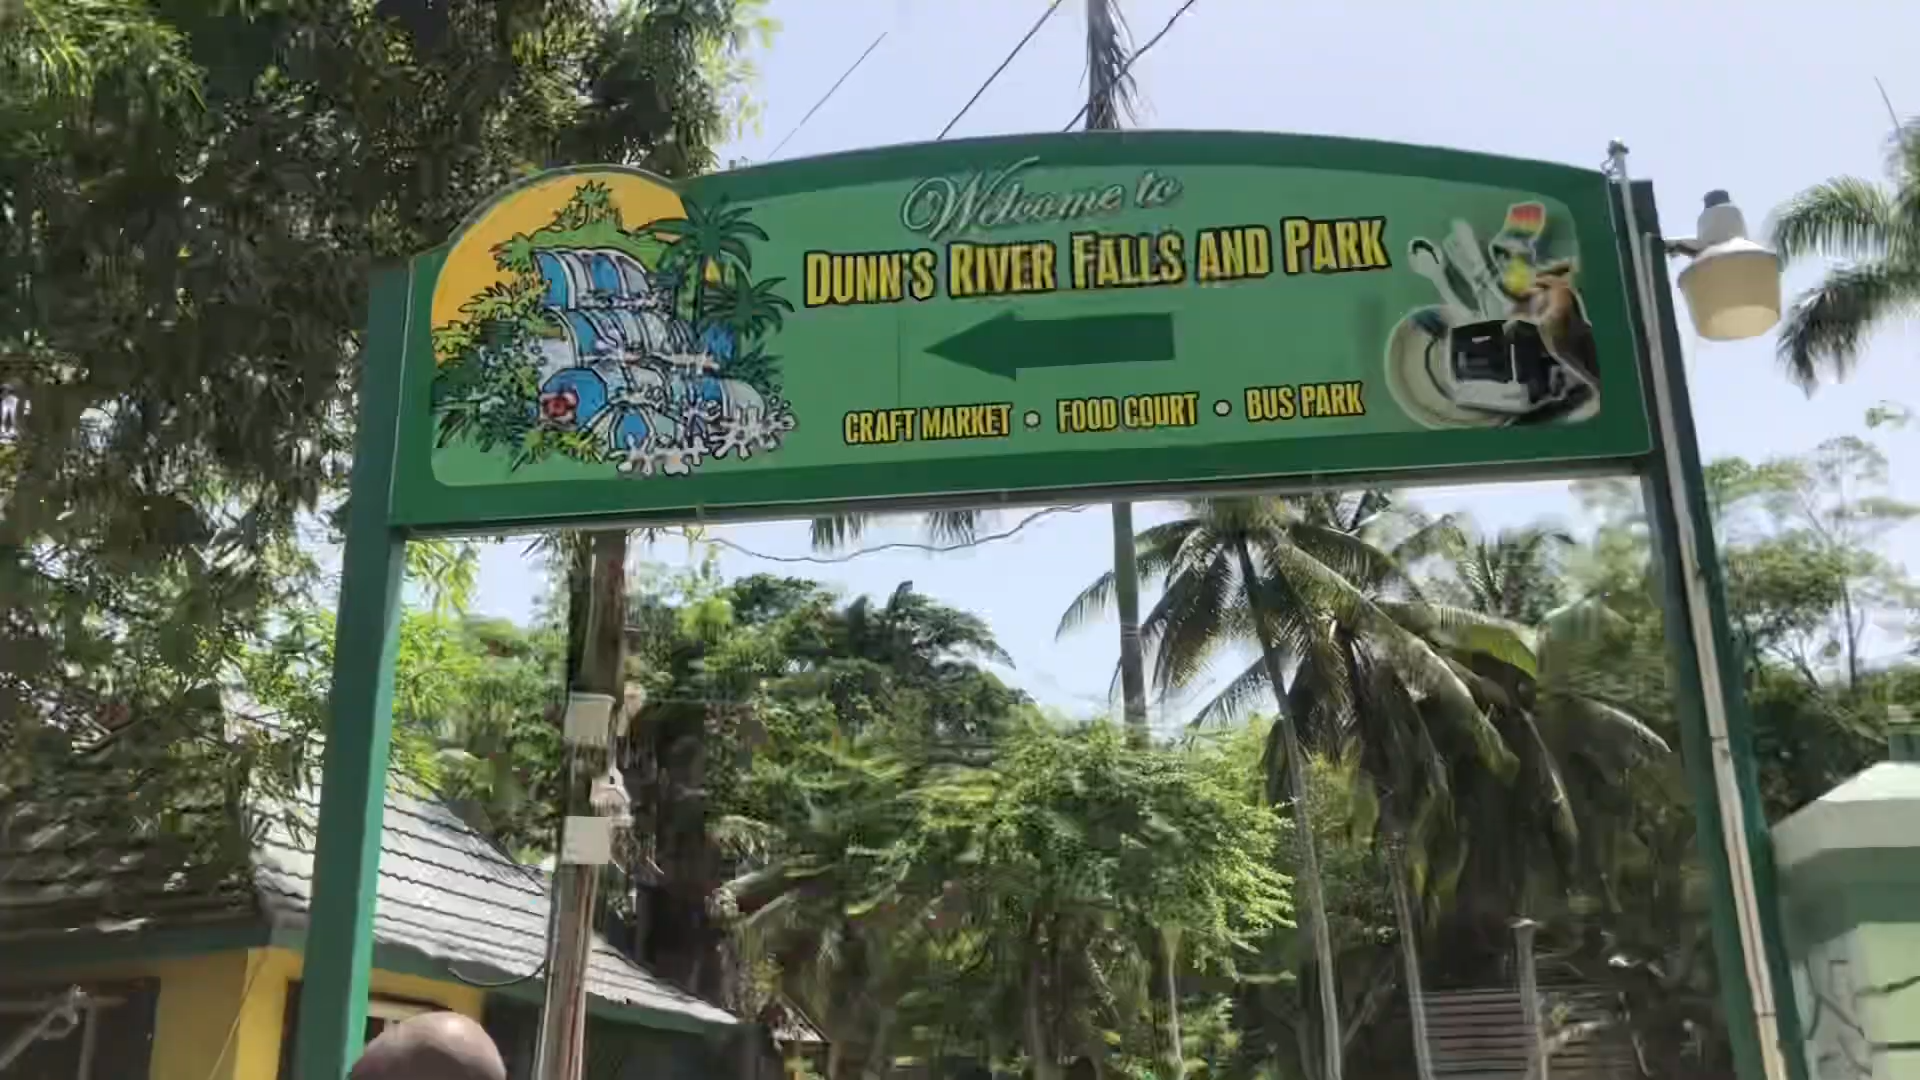 Welcome to
DUNN'S RIVER FALLS AND PARK
CRAFT MARKET • FOOD COURT • BUS PARK